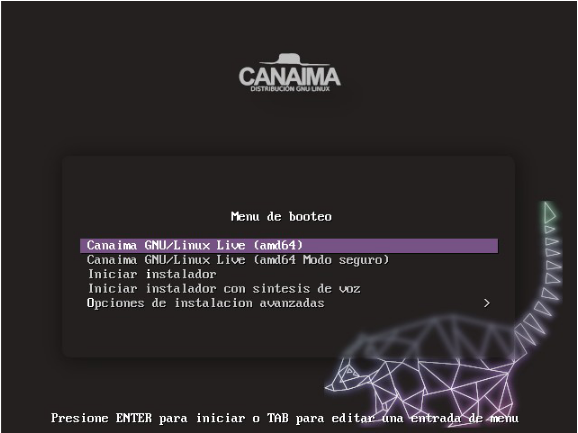 CANAIMA
DISTRIBUCIÓN GNU LINUX
Menu de booteo
Canaima GNU/Linux Live (amd64)
Canaima GNU/Linux Live (amd64 Modo seguro)
Iniciar instalador
Iniciar instalador con sintesis de voz
Opciones de instalacion avanzadas >
Presione ENTER para iniciar o TAB para editar una entrada de menu